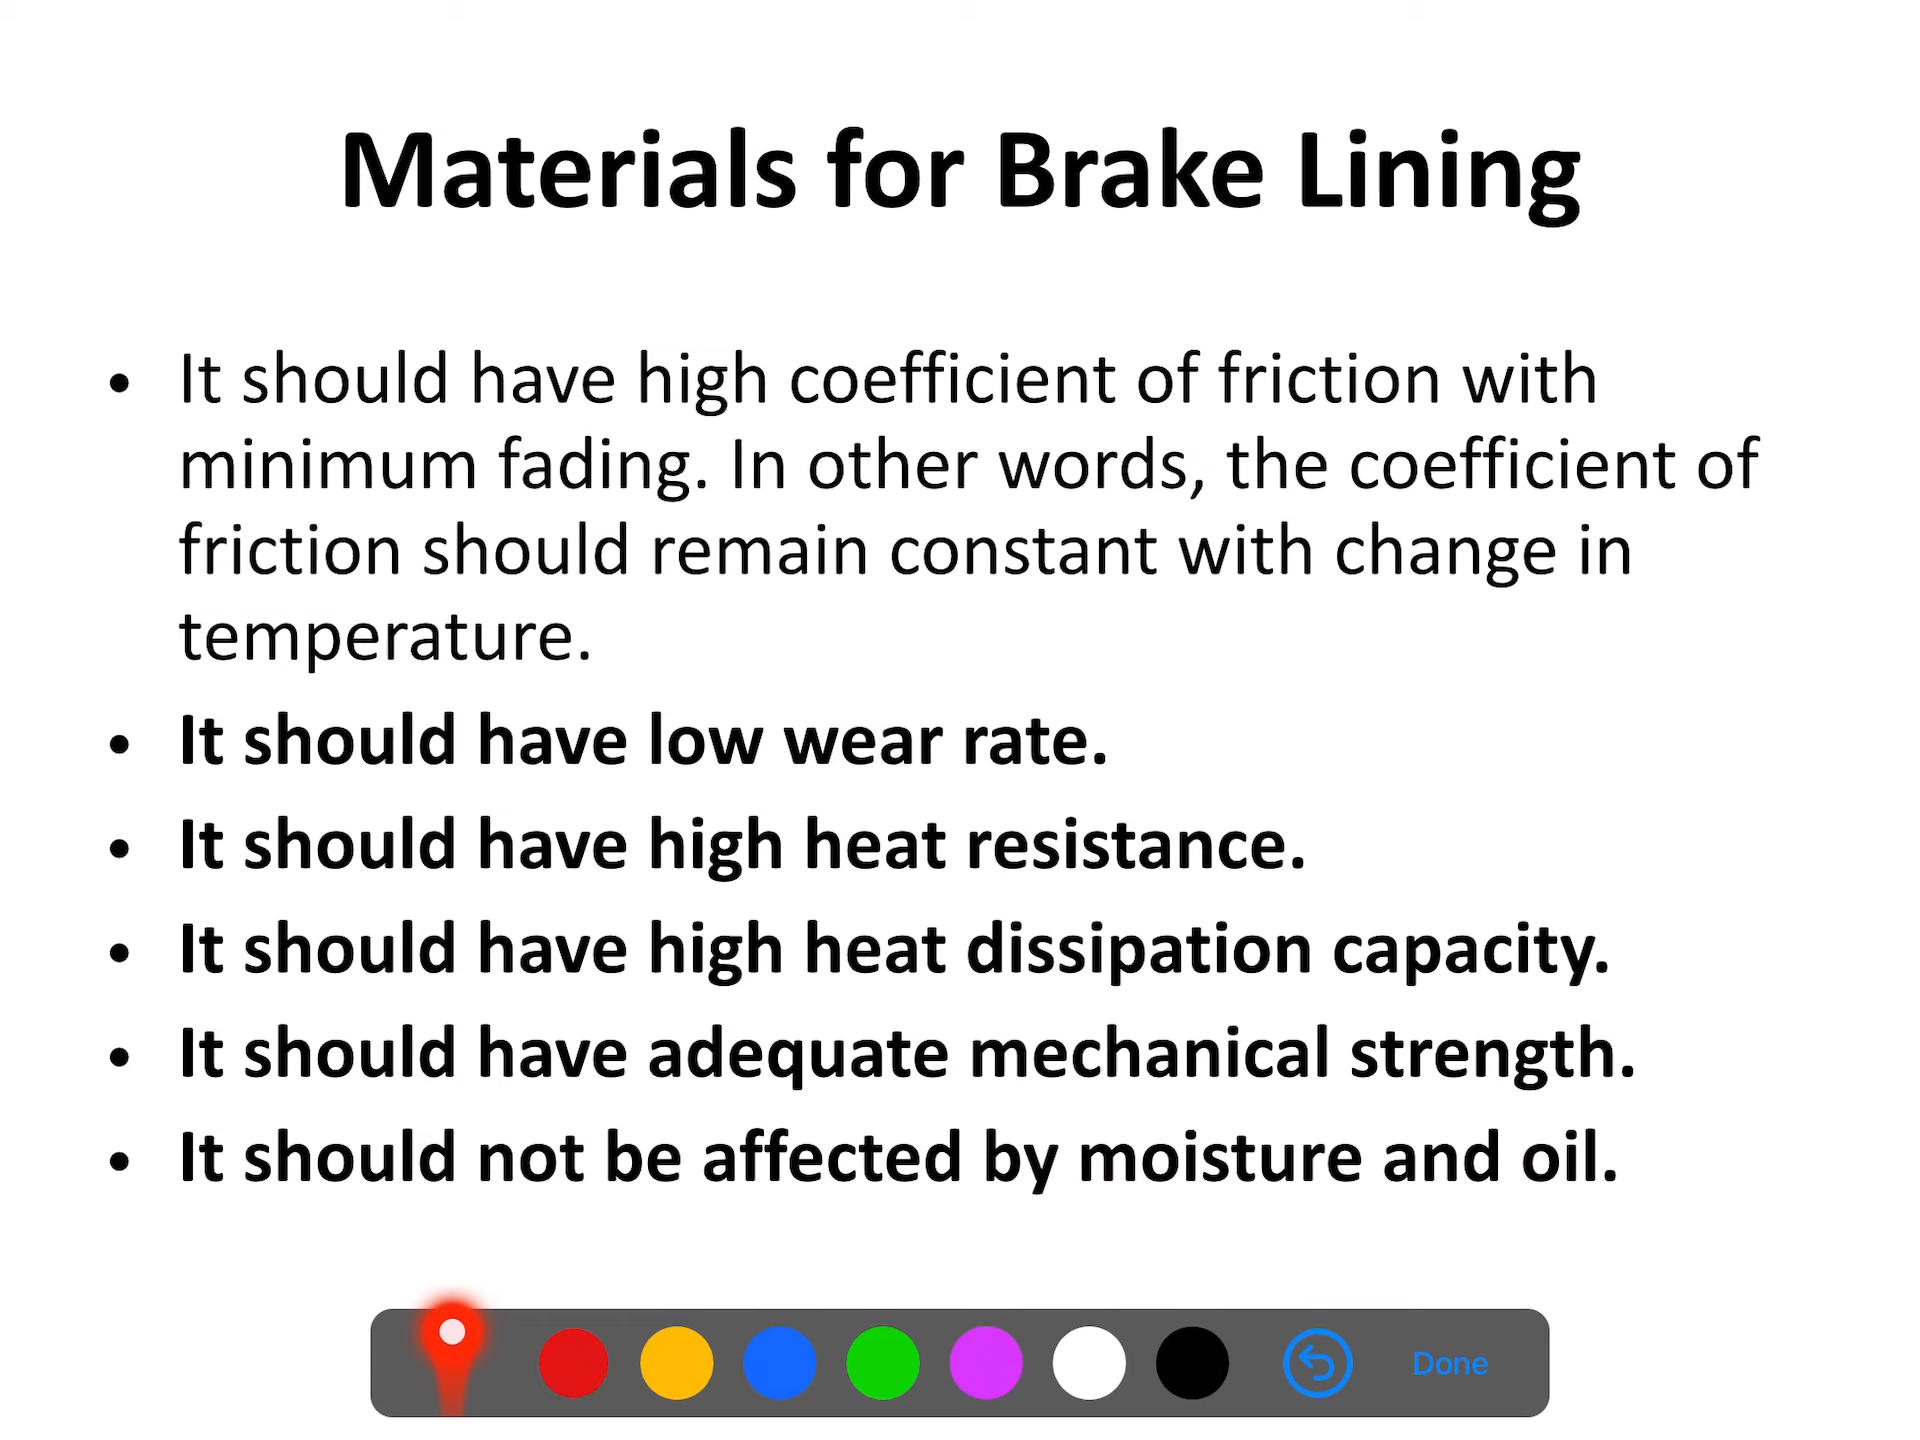 Materials for Brake Lining
• It should have high coefficient of friction with
minimum fading. In other words, the coefficient of
friction should remain constant with change in
temperature.
• It should have low wear rate.
• It should have high heat resistance.
• It should have high heat dissipation capacity.
• It should have adequate mechanical strength.
• It should not be affected by moisture and oil.
Done